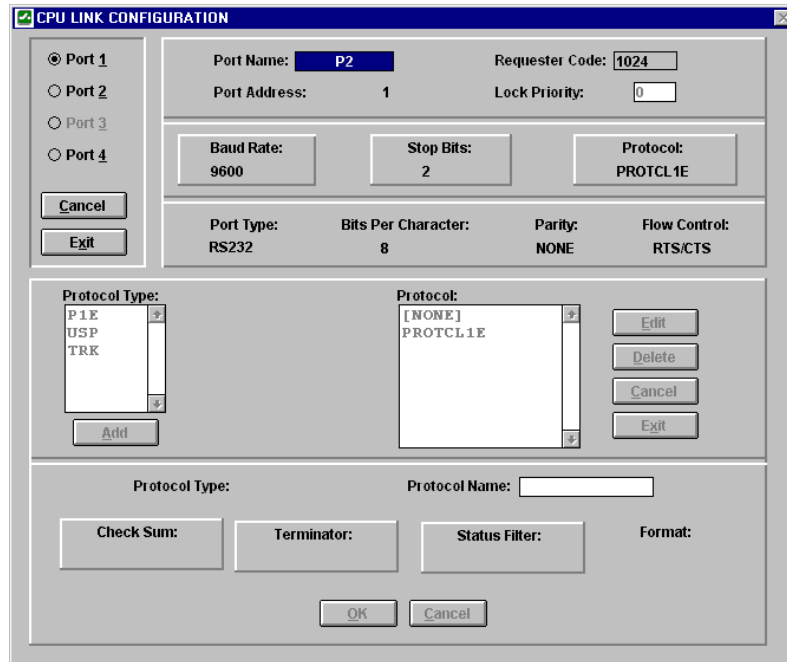 CPU LINK CONFIGURATION
Port 1
Port 2
Port 3
Port 4
Cancel
Exit
Port Name: P2 Requester Code: 1024
Port Address: 1 Lock Priority: 0
Baud Rate: Stop Bits: Protocol:
9600 2 PROTCL1E
Port Type: Bits Per Character: Parity: Flow Control:
RS232 8 NONE RTS/CTS
Protocol Type:
P1E
USP
TRK
Add
Protocol:
[NONE]
PROTCL1E
Edit
Delete
Cancel
Exit
Protocol Type: Protocol Name:
Check Sum: Terminator: Status Filter: Format:
OK Cancel